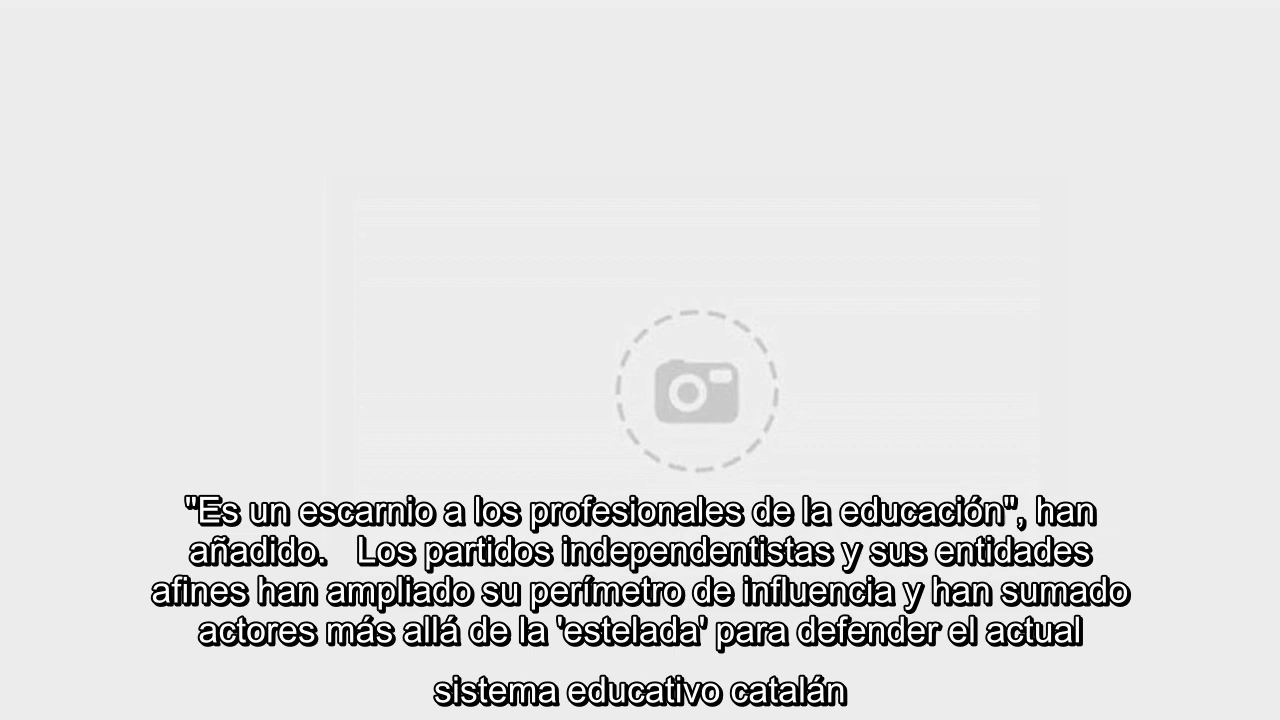 "Es un escarnio a los profesionales de la educación", han
añadido.   Los partidos independentistas y sus entidades
afines han ampliado su perímetro de influencia y han sumado
actores más allá de la 'estelada' para defender el actual
sistema educativo catalán